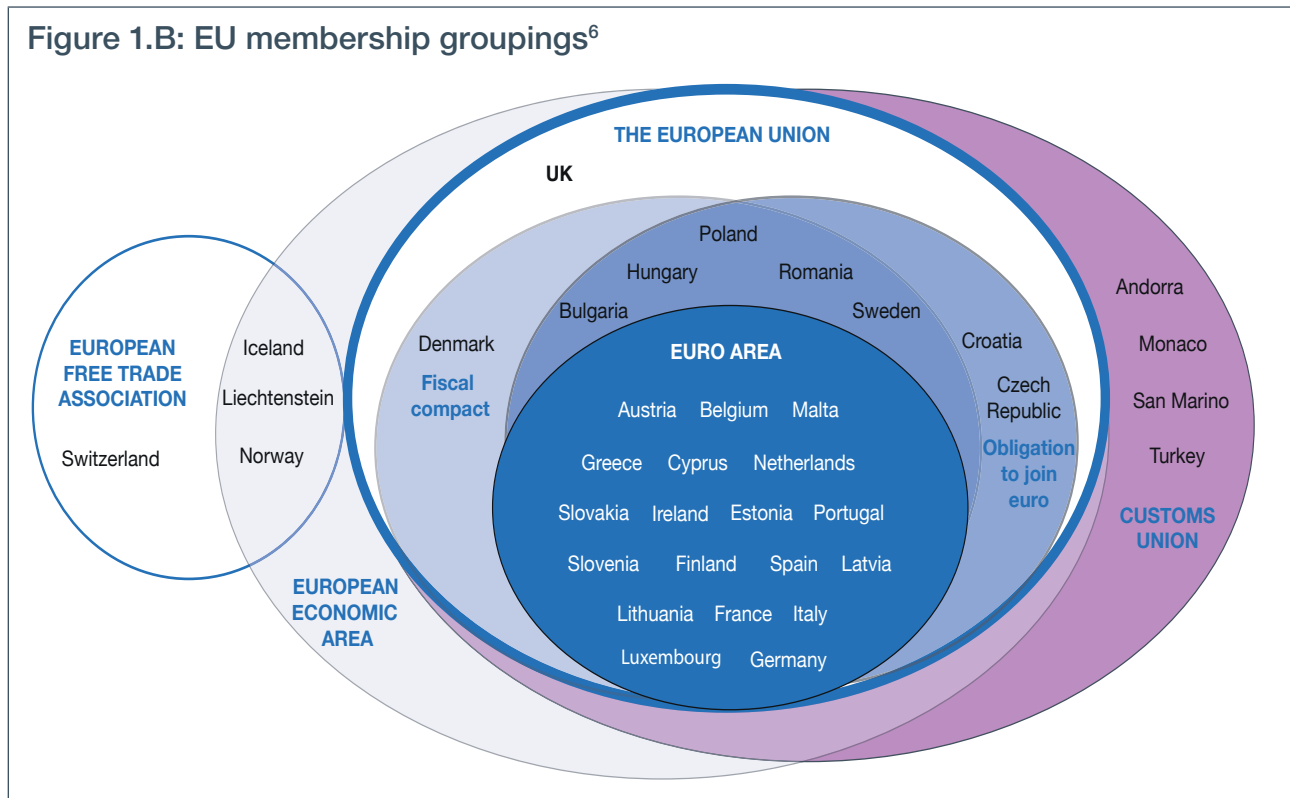 Figure 1.B: EU membership groupings6
THE EUROPEAN UNION
UK
Poland
Hungary Romania
Bulgaria Sweden
Andorra
Monaco
San Marino
Turkey
CUSTOMS
UNION
EUROPEAN
FREE TRADE
ASSOCIATION
Switzerland
Iceland
Liechtenstein
Norway
EUROPEAN
ECONOMIC
AREA
Denmark
Fiscal
compact
Croatia
Czech
Republic
Obligation
to join
euro
EURO AREA
Austria Belgium Malta
Greece Cyprus Netherlands
Slovakia Ireland Estonia Portugal
Slovenia Finland Spain Latvia
Lithuania France Italy
Luxembourg Germany